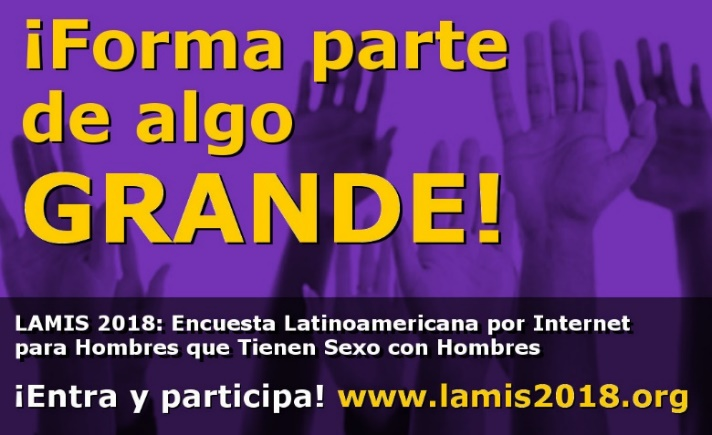 ¡Forma parte
de algo
GRANDE!
LAMIS 2018: Encuesta Latinoamericana por Internet
para Hombres que Tienen Sexo con Hombres
¡Entra y participa! www.lamis2018.org